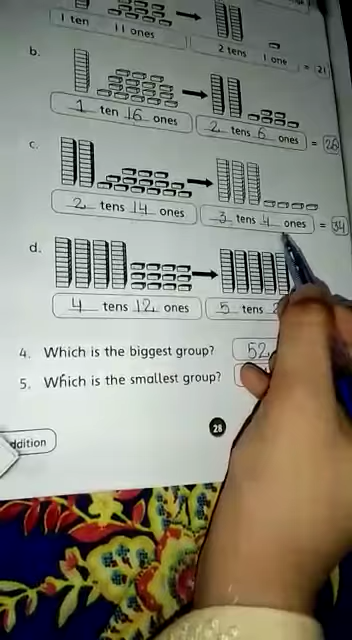 1 ten 11 ones
2 tens 1 one = 21
b.
1 ten 16 ones
2 tens 6 ones = 26
c.
2 tens 14 ones
3 tens 4 ones = 34
d.
4 tens 12 ones
5 tens 2
4. Which is the biggest group? 52
5. Which is the smallest group?
28
ddition